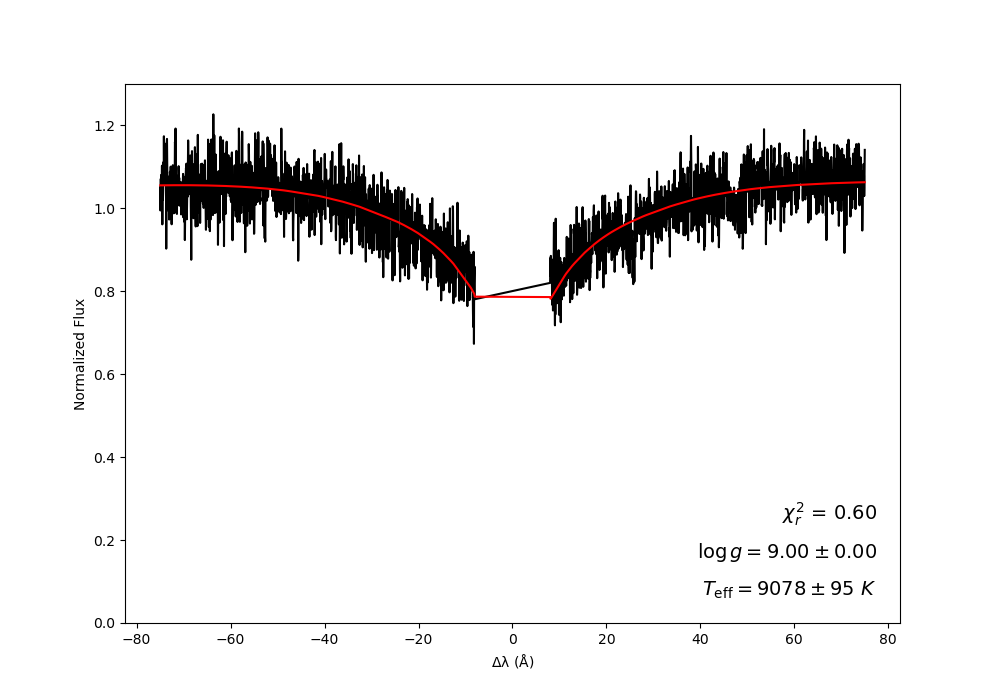 1.2
1.0
0.8
0.6
0.4
0.2
0.0
Normalized Flux
χ²ᵣ = 0.60
log g = 9.00 ± 0.00
T_eff = 9078 ± 95 K
−80 −60 −40 −20 0 20 40 60 80
Δλ (Å)